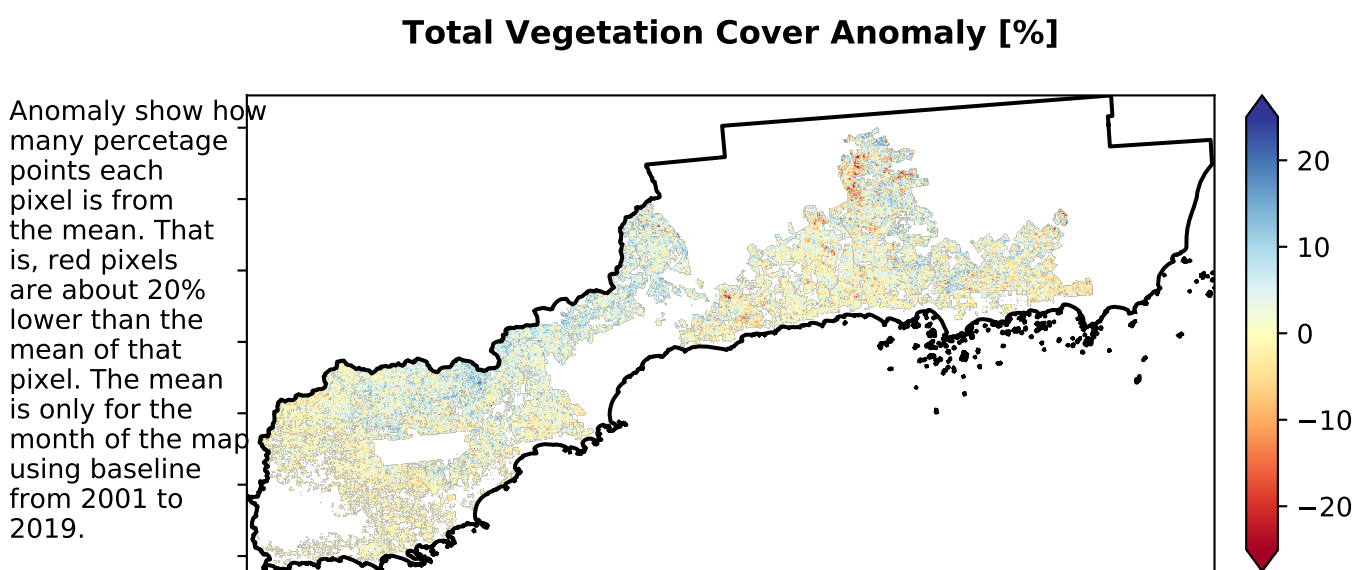 Total Vegetation Cover Anomaly [%]
Anomaly show how
many percetage
points each
pixel is from
the mean. That
is, red pixels
are about 20%
lower than the
mean of that
pixel. The mean
is only for the
month of the map
using baseline
from 2001 to
2019.
20
10
0
−10
−20